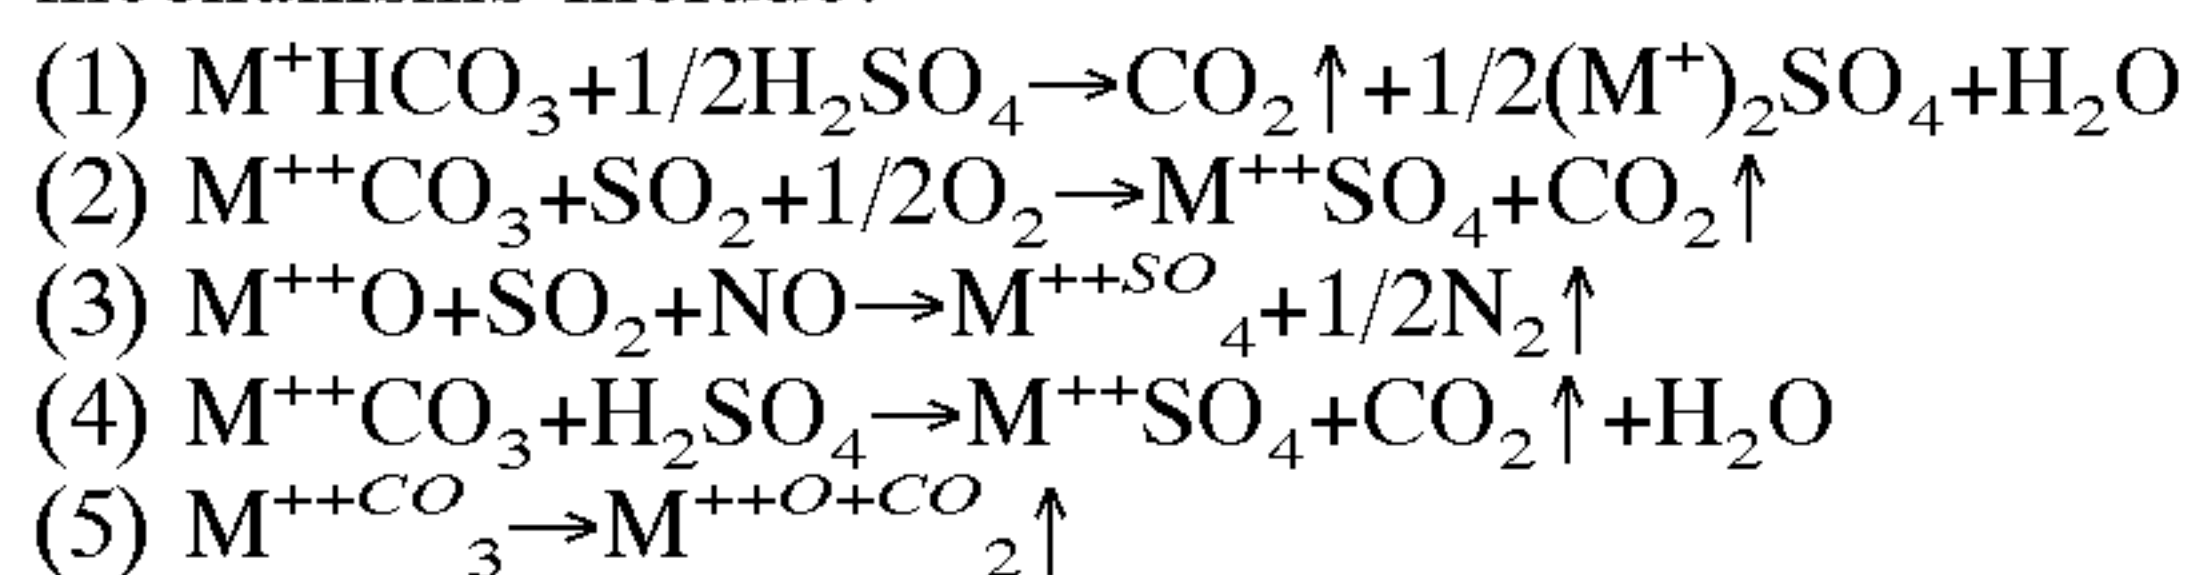 (1) M⁺HCO₃+1/2H₂SO₄→CO₂↑+1/2(M⁺)₂SO₄+H₂O
(2) M⁺⁺CO₃+SO₂+1/2O₂→M⁺⁺SO₄+CO₂↑
(3) M⁺⁺O+SO₂+NO→M⁺⁺ˢᴼ₄+1/2N₂↑
(4) M⁺⁺CO₃+H₂SO₄→M⁺⁺SO₄+CO₂↑+H₂O
(5) M⁺⁺ᶜᴼ₃→M⁺⁺ᴼ⁺ᶜᴼ₂↑